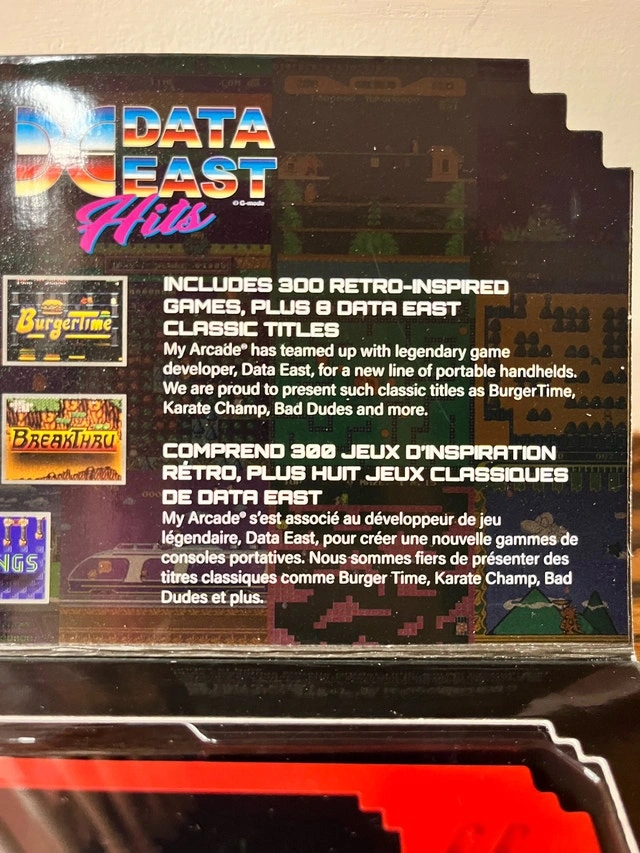 DATA
EAST
Hits
© G-mode
BurgerTime
BREAKTHRU
NGS
INCLUDES 300 RETRO-INSPIRED
GAMES, PLUS 8 DATA EAST
CLASSIC TITLES
My Arcade® has teamed up with legendary game
developer, Data East, for a new line of portable handhelds.
We are proud to present such classic titles as BurgerTime,
Karate Champ, Bad Dudes and more.
COMPREND 300 JEUX D'INSPIRATION
RÉTRO, PLUS HUIT JEUX CLASSIQUES
DE DATA EAST
My Arcade® s'est associé au développeur de jeu
légendaire, Data East, pour créer une nouvelle gammes de
consoles portatives. Nous sommes fiers de présenter des
titres classiques comme Burger Time, Karate Champ, Bad
Dudes et plus.